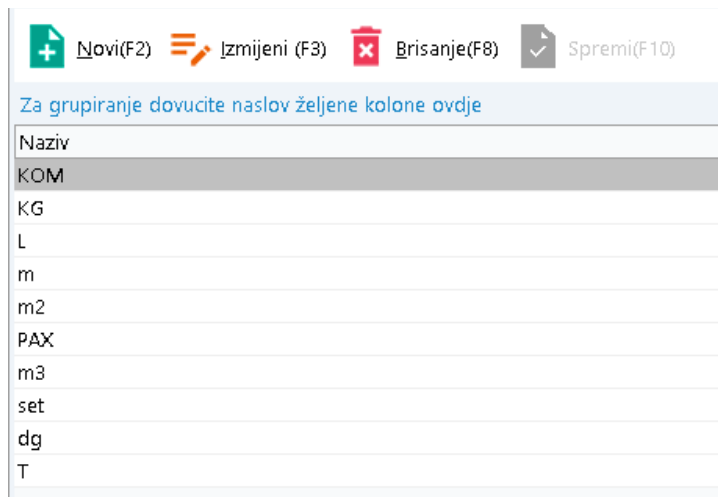 Novi(F2) Izmijeni (F3) Brisanje(F8) Spremi(F10)
Za grupiranje dovucite naslov željene kolone ovdje
Naziv
KOM
KG
L
m
m2
PAX
m3
set
dg
T